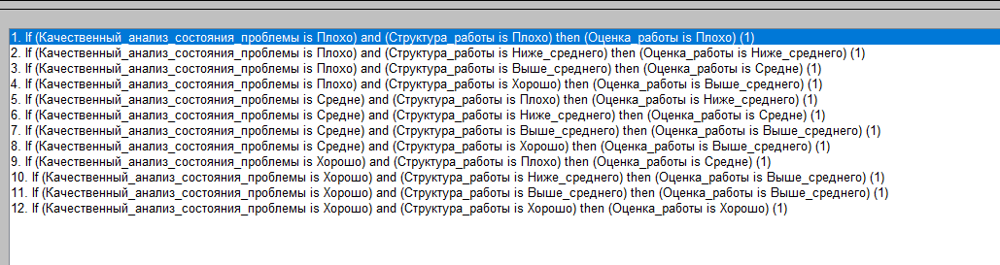 1. If (Качественный_анализ_состояния_проблемы is Плохо) and (Структура_работы is Плохо) then (Оценка_работы is Плохо) (1)
2. If (Качественный_анализ_состояния_проблемы is Плохо) and (Структура_работы is Ниже_среднего) then (Оценка_работы is Ниже_среднего) (1)
3. If (Качественный_анализ_состояния_проблемы is Плохо) and (Структура_работы is Выше_среднего) then (Оценка_работы is Средне) (1)
4. If (Качественный_анализ_состояния_проблемы is Плохо) and (Структура_работы is Хорошо) then (Оценка_работы is Выше_среднего) (1)
5. If (Качественный_анализ_состояния_проблемы is Средне) and (Структура_работы is Плохо) then (Оценка_работы is Ниже_среднего) (1)
6. If (Качественный_анализ_состояния_проблемы is Средне) and (Структура_работы is Ниже_среднего) then (Оценка_работы is Средне) (1)
7. If (Качественный_анализ_состояния_проблемы is Средне) and (Структура_работы is Выше_среднего) then (Оценка_работы is Выше_среднего) (1)
8. If (Качественный_анализ_состояния_проблемы is Средне) and (Структура_работы is Хорошо) then (Оценка_работы is Выше_среднего) (1)
9. If (Качественный_анализ_состояния_проблемы is Хорошо) and (Структура_работы is Плохо) then (Оценка_работы is Средне) (1)
10. If (Качественный_анализ_состояния_проблемы is Хорошо) and (Структура_работы is Ниже_среднего) then (Оценка_работы is Выше_среднего) (1)
11. If (Качественный_анализ_состояния_проблемы is Хорошо) and (Структура_работы is Выше_среднего) then (Оценка_работы is Выше_среднего) (1)
12. If (Качественный_анализ_состояния_проблемы is Хорошо) and (Структура_работы is Хорошо) then (Оценка_работы is Хорошо) (1)